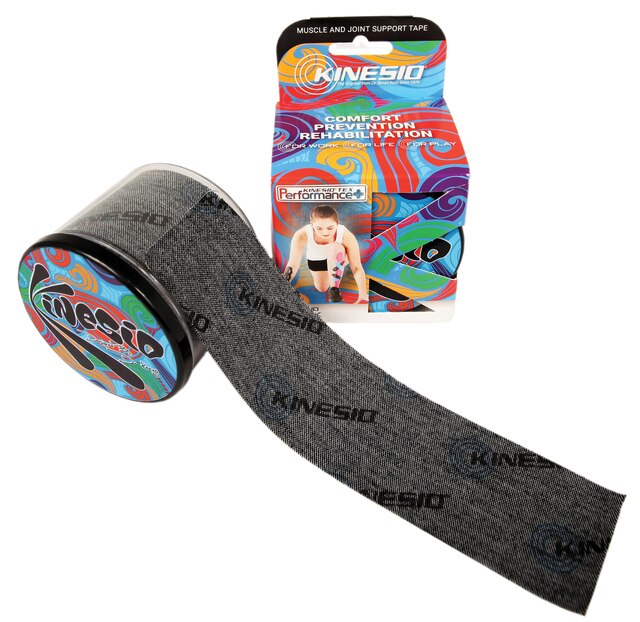 MUSCLE AND JOINT SUPPORT TAPE
KINESIO
COMFORT
PREVENTION
REHABILITATION
FOR WORK FOR LIFE FOR PLAY
KINESIO TEX
Performance+
KINESIO
KINESIO
KINESIO
KINESIO
Kinesio